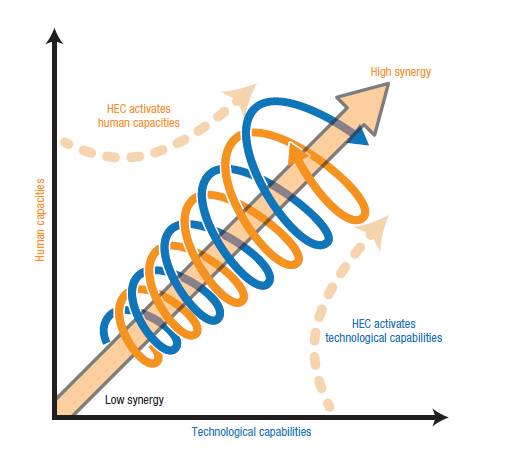 High synergy
HEC activates
human capacities
Human capacities
HEC activates
technological capabilities
Low synergy
Technological capabilities